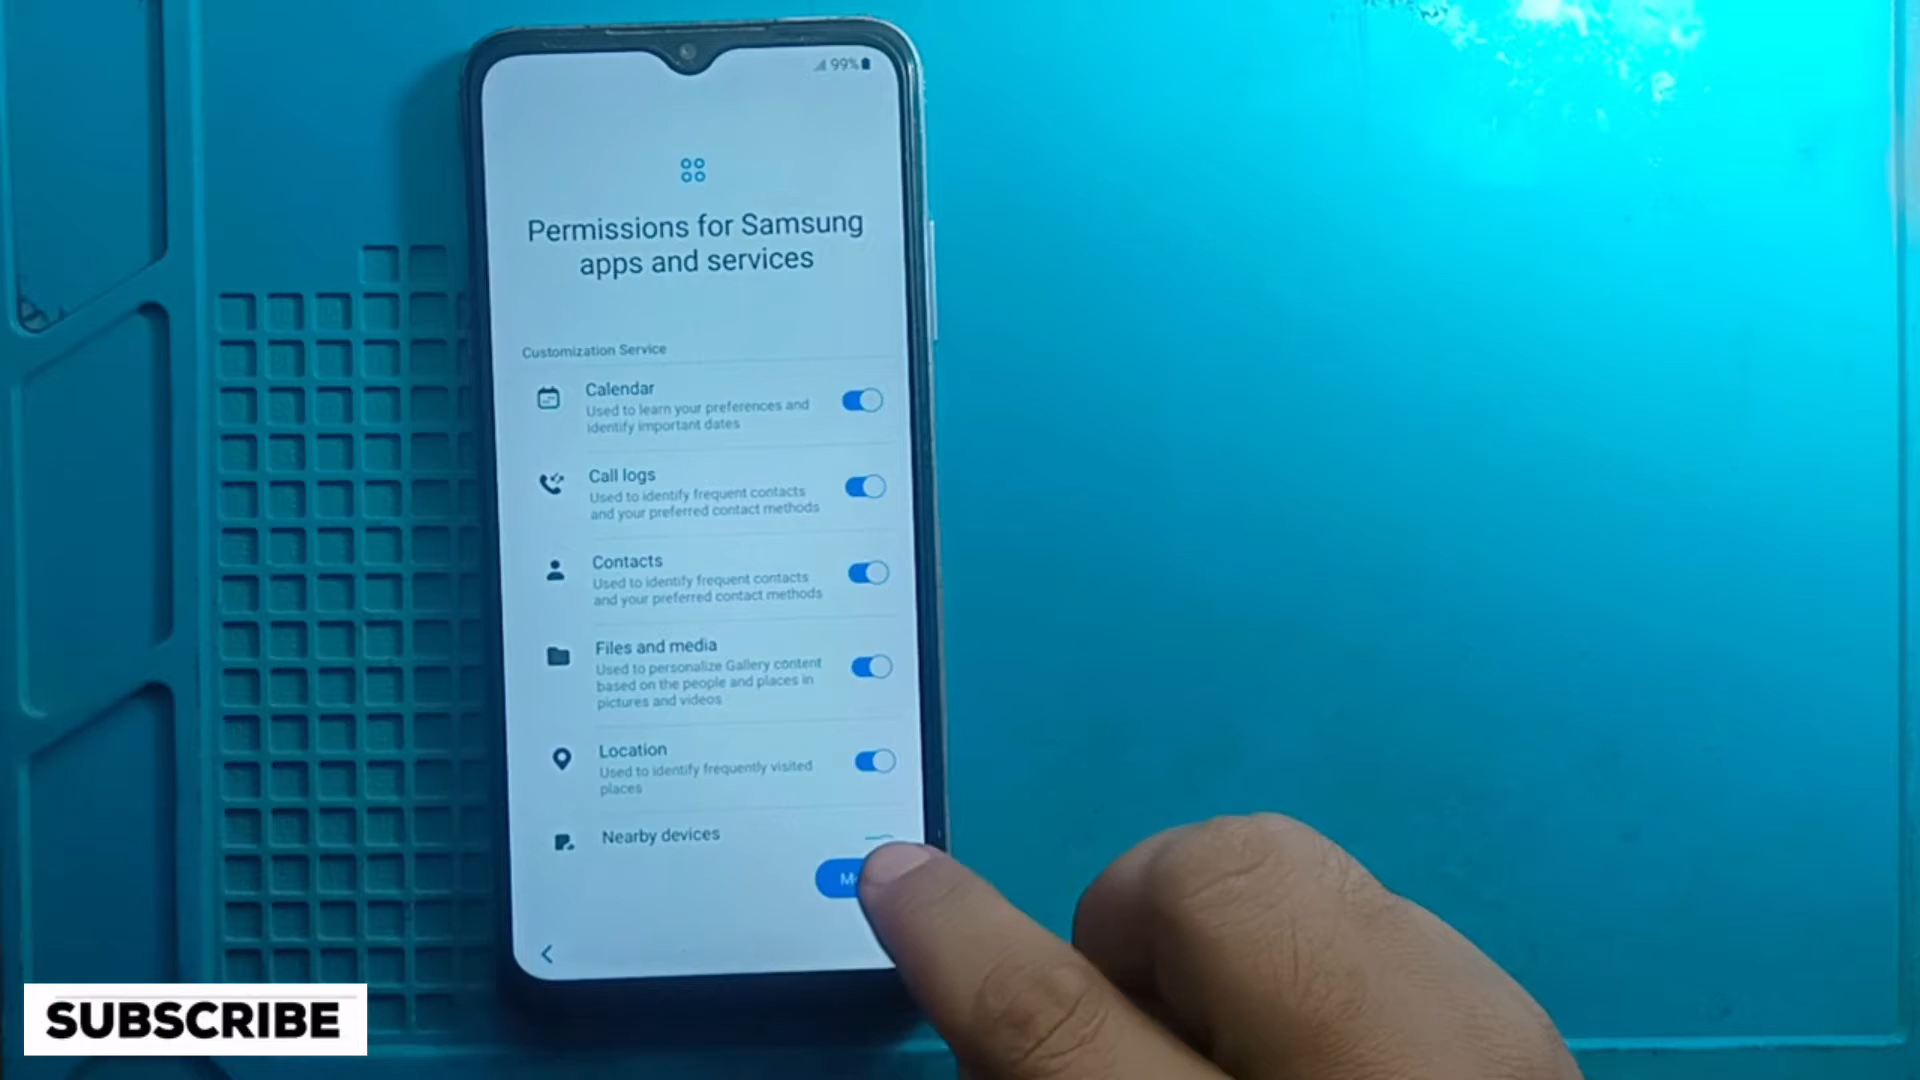 99%
Permissions for Samsung
apps and services
Customization Service
Calendar
Used to learn your preferences and
identify important dates
Call logs
Used to identify frequent contacts
and your preferred contact methods
Contacts
Used to identify frequent contacts
and your preferred contact methods
Files and media
Used to personalize Gallery content
based on the people and places in
pictures and videos
Location
Used to identify frequently visited
places
Nearby devices
SUBSCRIBE